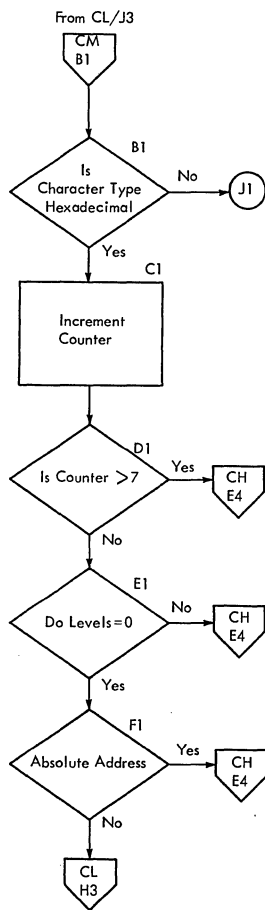 From CL/J3
CM
B1
B1
Is
Character Type
Hexadecimal
No
J1
Yes
C1
Increment
Counter
D1
Is Counter >7
Yes
CH
E4
No
E1
Do Levels=0
No
CH
E4
Yes
F1
Absolute Address
Yes
CH
E4
No
CL
H3